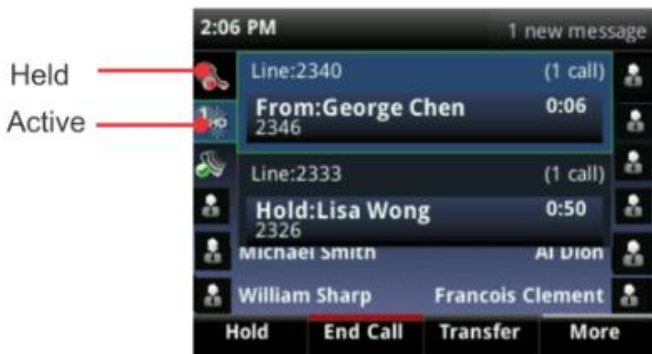 2:06 PM 1 new message
Held
Line:2340 (1 call)
From:George Chen 0:06
2346
Active
1HD
Line:2333 (1 call)
Hold:Lisa Wong 0:50
2326
Michael Smith Al Dion
William Sharp Francois Clement
Hold End Call Transfer More